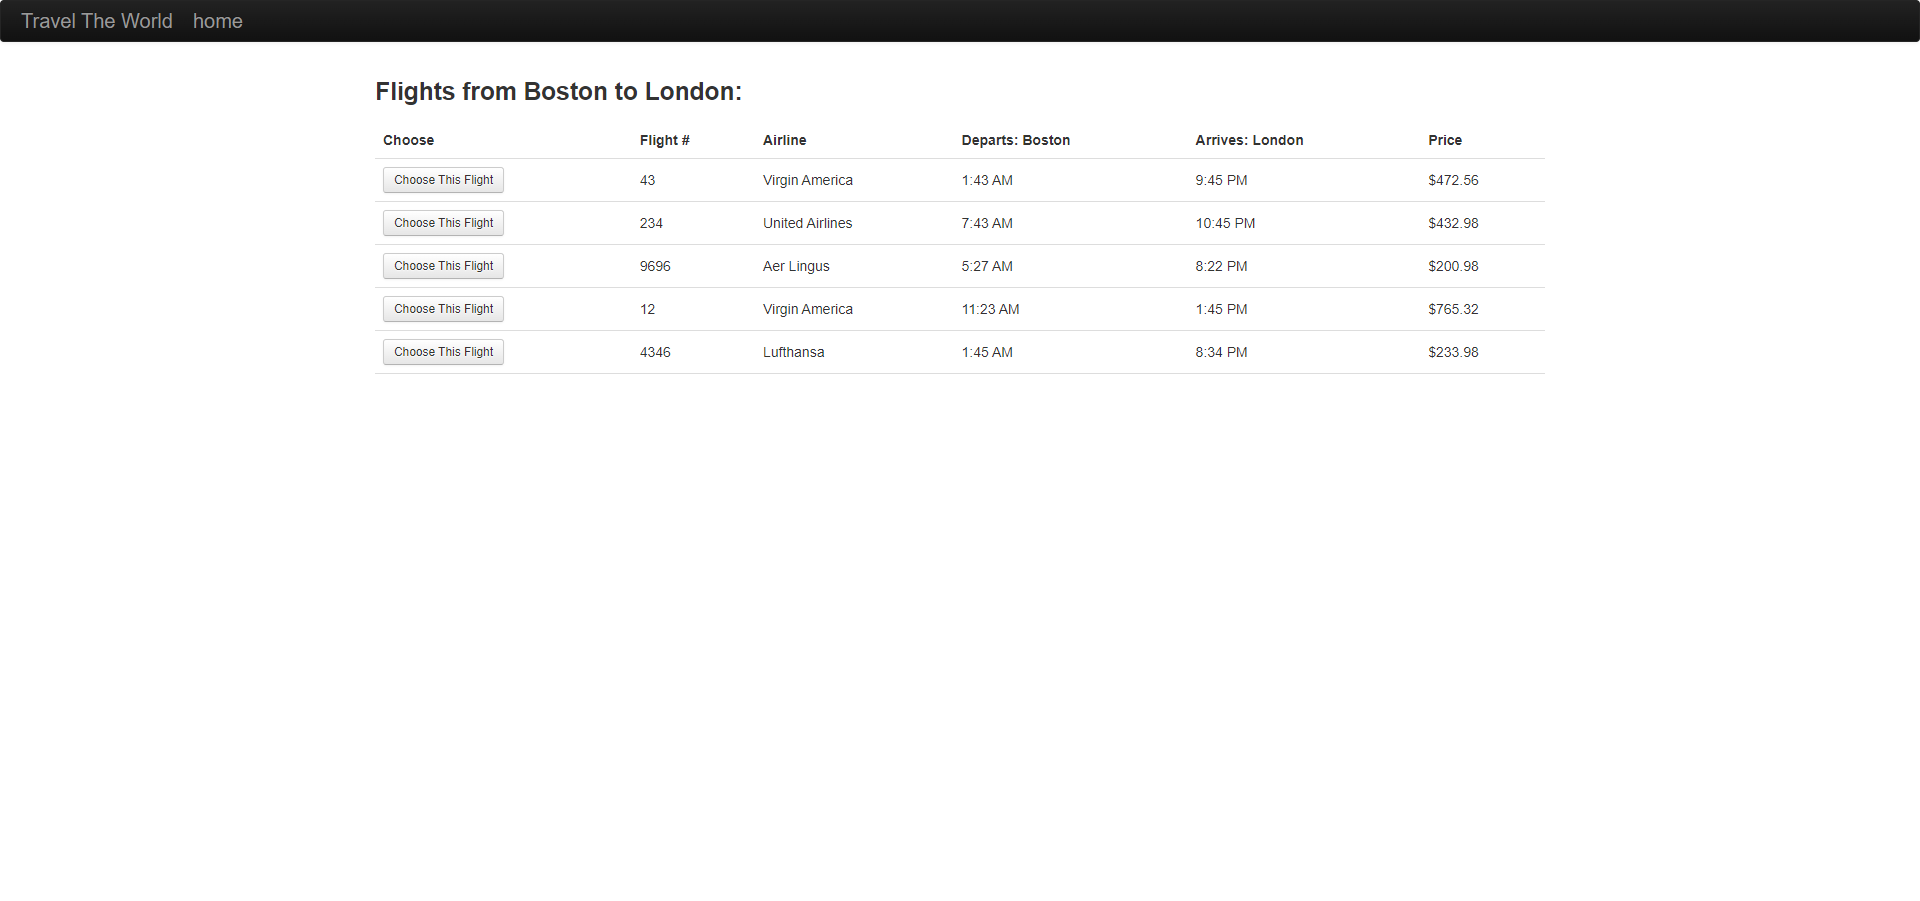 Travel The World home
Flights from Boston to London:
Choose Flight # Airline Departs: Boston Arrives: London Price
Choose This Flight 43 Virgin America 1:43 AM 9:45 PM $472.56
Choose This Flight 234 United Airlines 7:43 AM 10:45 PM $432.98
Choose This Flight 9696 Aer Lingus 5:27 AM 8:22 PM $200.98
Choose This Flight 12 Virgin America 11:23 AM 1:45 PM $765.32
Choose This Flight 4346 Lufthansa 1:45 AM 8:34 PM $233.98